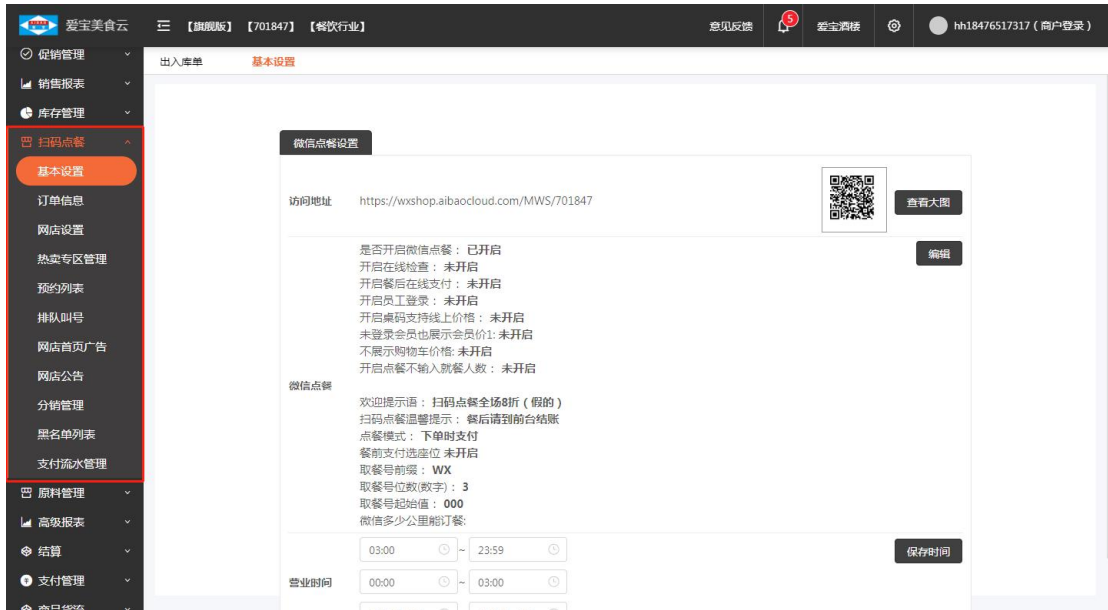 爱宝美食云
【旗舰版】 【701847】 【餐饮行业】
意见反馈
5
爱宝酒楼
hh18476517317 ( 商户登录 )
促销管理
销售报表
库存管理
扫码点餐
基本设置
订单信息
网店设置
热卖专区管理
预约列表
排队叫号
网店首页广告
网店公告
分销管理
黑名单列表
支付流水管理
原料管理
高级报表
结算
支付管理
商品货流
出入库单 基本设置
微信点餐设置
访问地址 https://wxshop.aibaocloud.com/MWS/701847 查看大图
微信点餐
是否开启微信点餐： 已开启
编辑
开启在线检查： 未开启
开启餐后在线支付： 未开启
开启员工登录： 未开启
开启桌码支持线上价格： 未开启
未登录会员也展示会员价1: 未开启
不展示购物车价格: 未开启
开启点餐不输入就餐人数： 未开启
欢迎提示语： 扫码点餐全场8折 ( 假的 )
扫码点餐温馨提示： 餐后请到前台结账
点餐模式： 下单时支付
餐前支付选座位 未开启
取餐号前缀： WX
取餐号位数(数字)： 3
取餐号起始值： 000
微信多少公里能订餐:
营业时间
03:00 ~ 23:59
保存时间
00:00 ~ 03:00